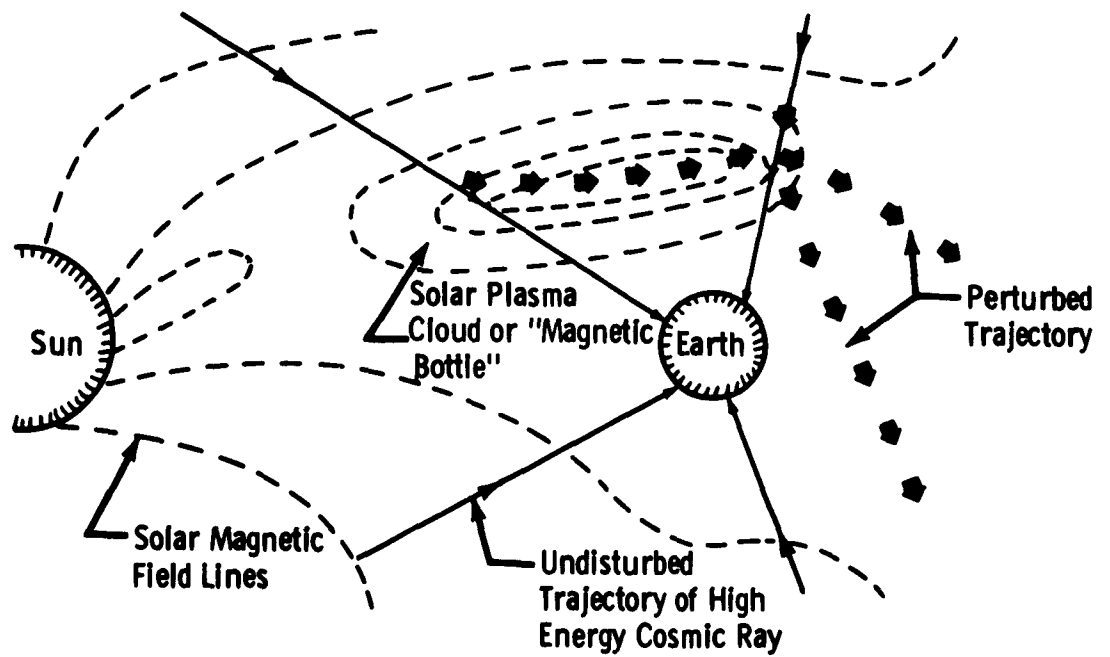 Sun
Solar Plasma
Cloud or "Magnetic
Bottle"
Earth
Perturbed
Trajectory
Solar Magnetic
Field Lines
Undisturbed
Trajectory of High
Energy Cosmic Ray